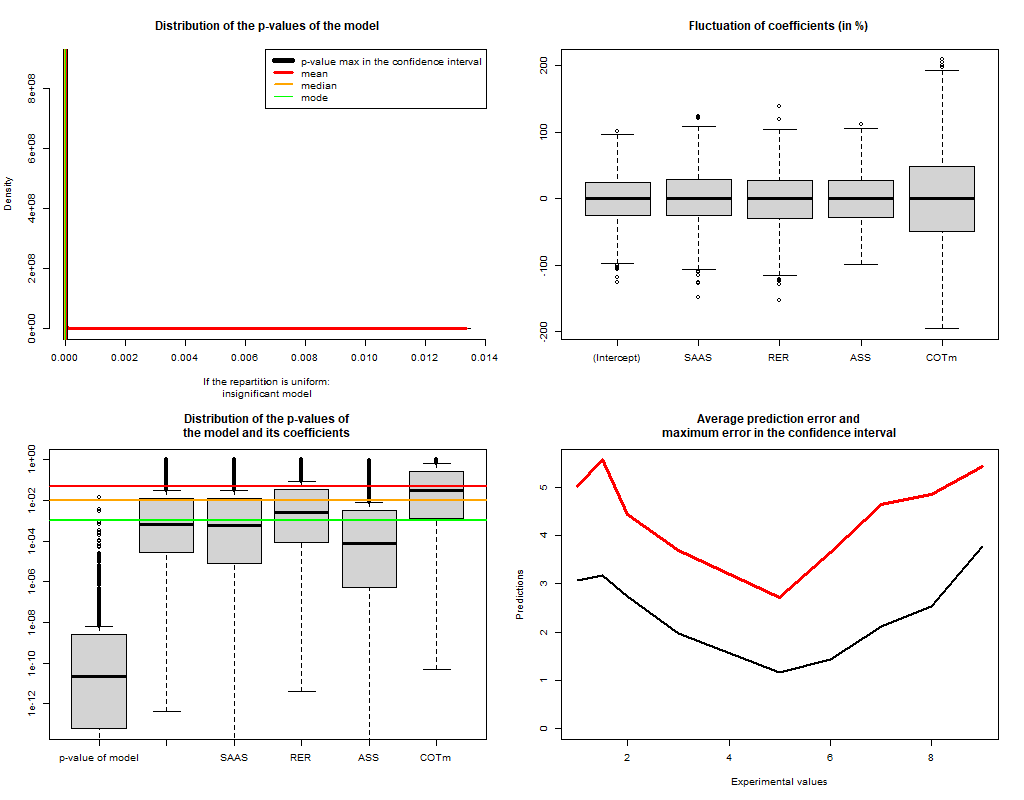 Distribution of the p-values of the model
Density
0e+00
2e+08
4e+08
6e+08
8e+08
p-value max in the confidence interval
mean
median
mode
0.000
0.002
0.004
0.006
0.008
0.010
0.012
0.014
If the repartition is uniform:
insignificant model
Fluctuation of coefficients (in %)
-200
-100
0
100
200
(Intercept)
SAAS
RER
ASS
COTm
Distribution of the p-values of
the model and its coefficients
1e-12
1e-10
1e-08
1e-06
1e-04
1e-02
1e+00
p-value of model
SAAS
RER
ASS
COTm
Average prediction error and
maximum error in the confidence interval
Predictions
0
1
2
3
4
5
2
4
6
8
Experimental values